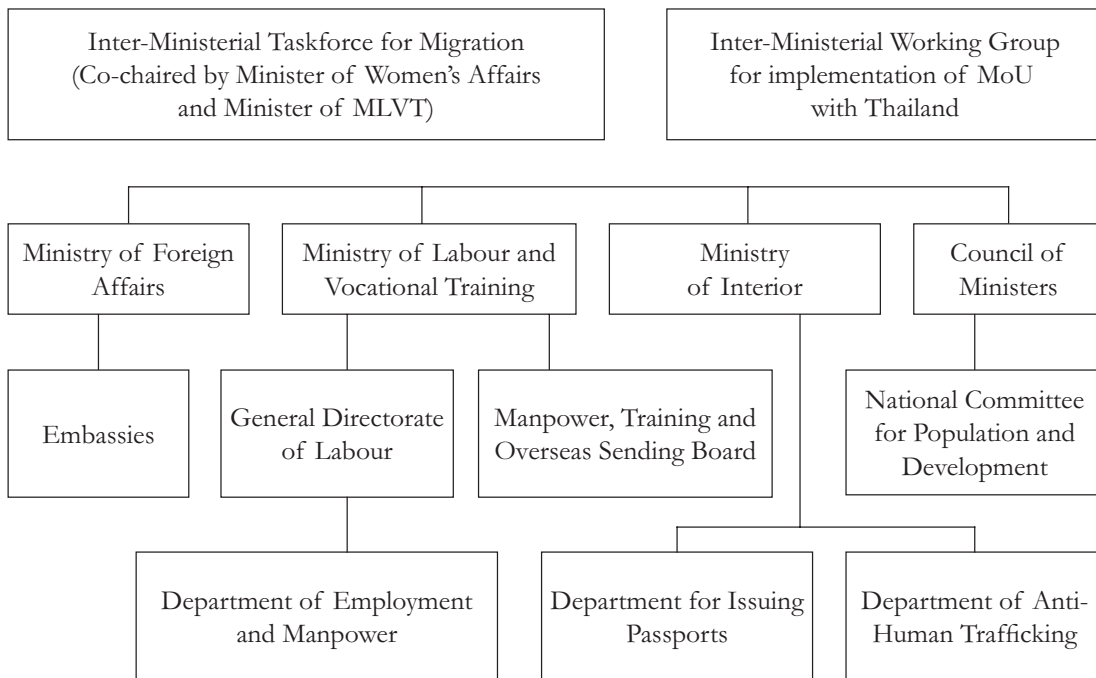 Inter-Ministerial Taskforce for Migration
(Co-chaired by Minister of Women's Affairs
and Minister of MLVT)
Inter-Ministerial Working Group
for implementation of MoU
with Thailand
Ministry of Foreign
Affairs
Ministry of Labour and
Vocational Training
Ministry
of Interior
Council of
Ministers
Embassies
General Directorate
of Labour
Manpower, Training and
Overseas Sending Board
National Committee
for Population and
Development
Department of Employment
and Manpower
Department for Issuing
Passports
Department of Anti-
Human Trafficking